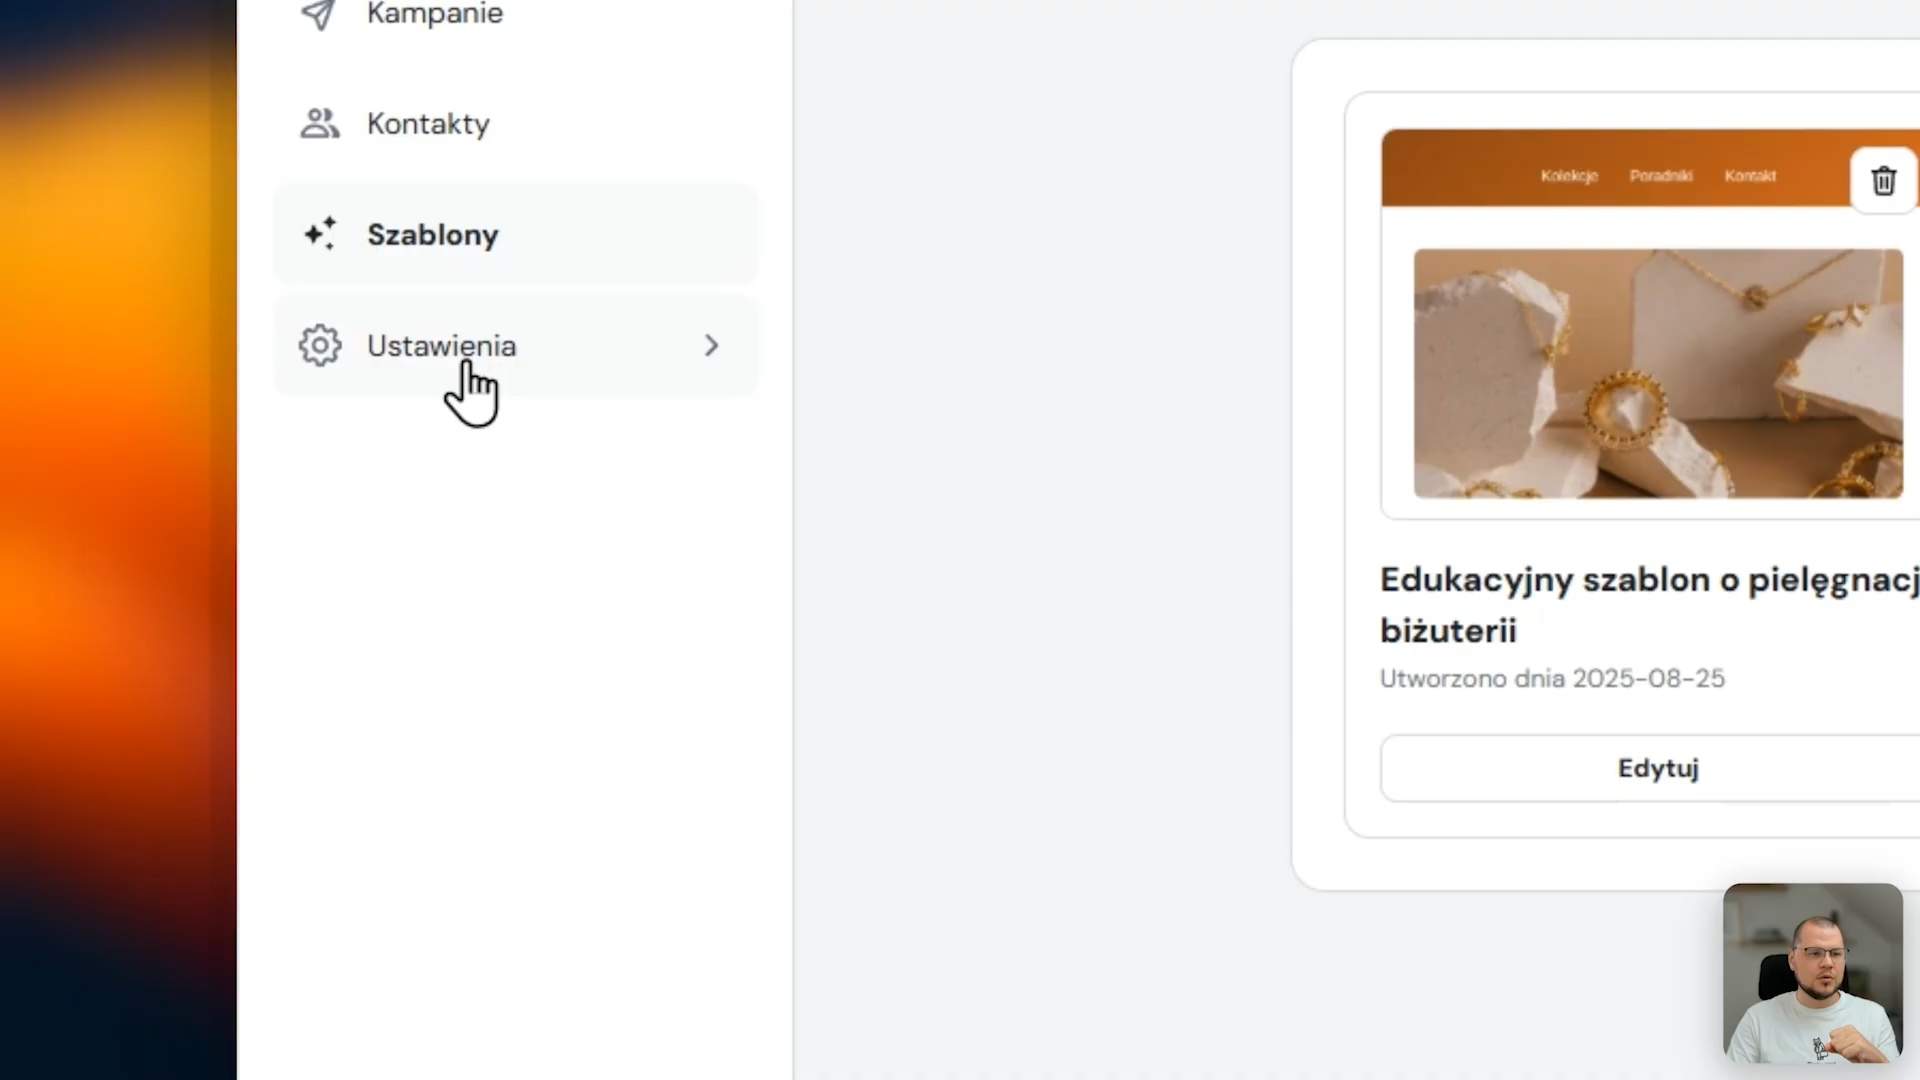 Kampanie
Kontakty
Szablony
Ustawienia
Kolekcje Poradniki Kontakt
Edukacyjny szablon o pielęgnacj
biżuterii
Utworzono dnia 2025-08-25
Edytuj